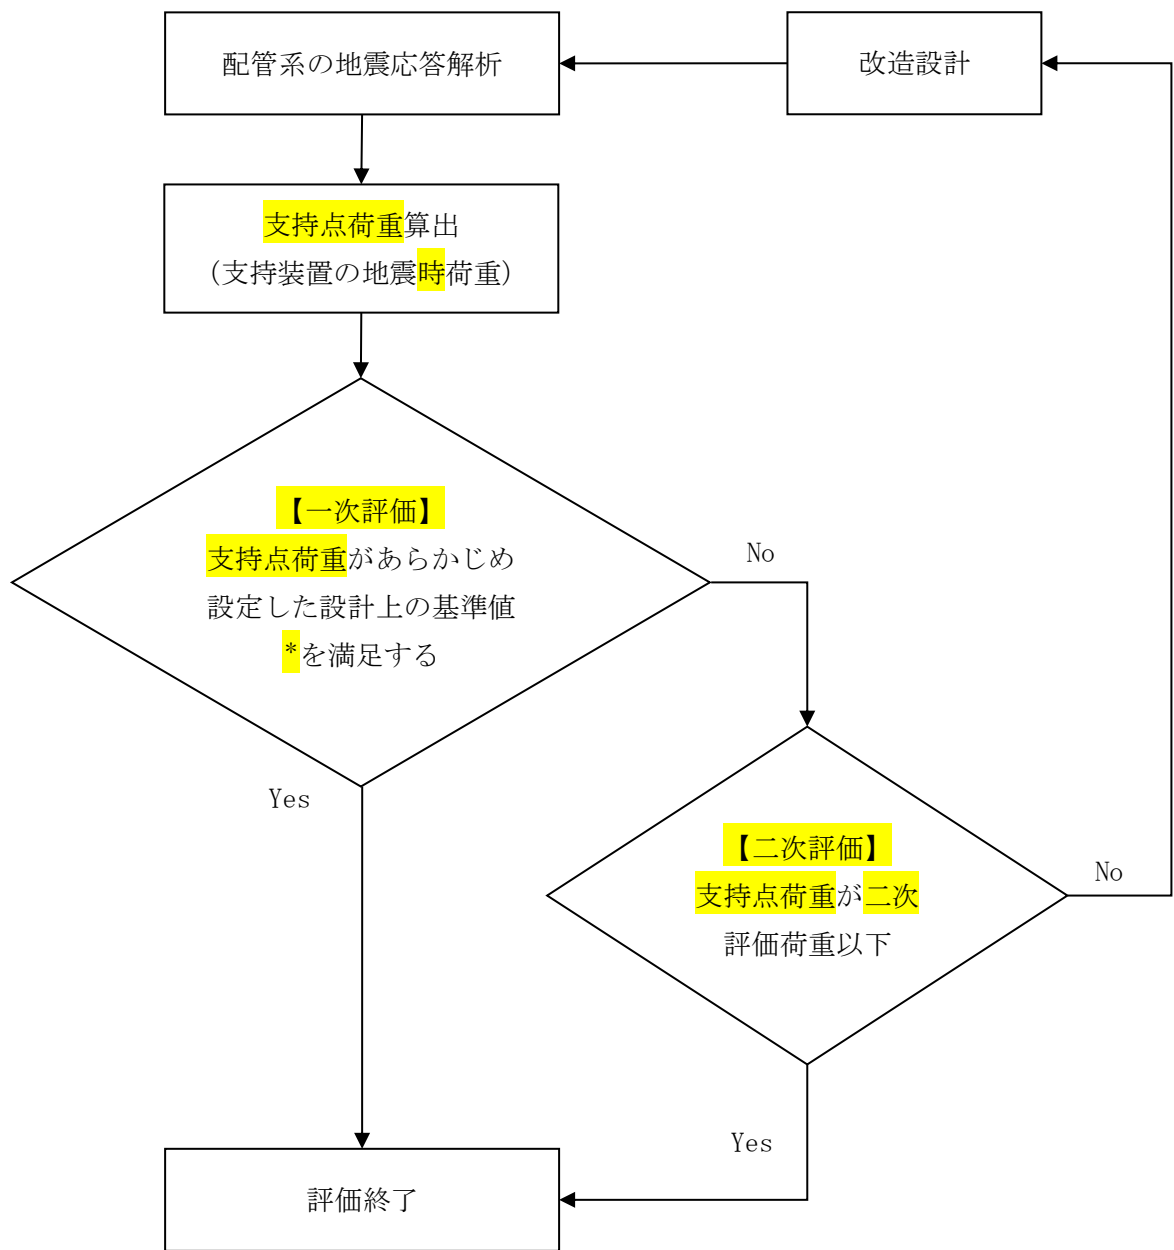 配管系の地震応答解析
改造設計
支持点荷重算出
（支持装置の地震時荷重）
【一次評価】
支持点荷重があらかじめ
設定した設計上の基準値
*を満足する
No
Yes
【二次評価】
支持点荷重が二次
評価荷重以下
No
Yes
評価終了